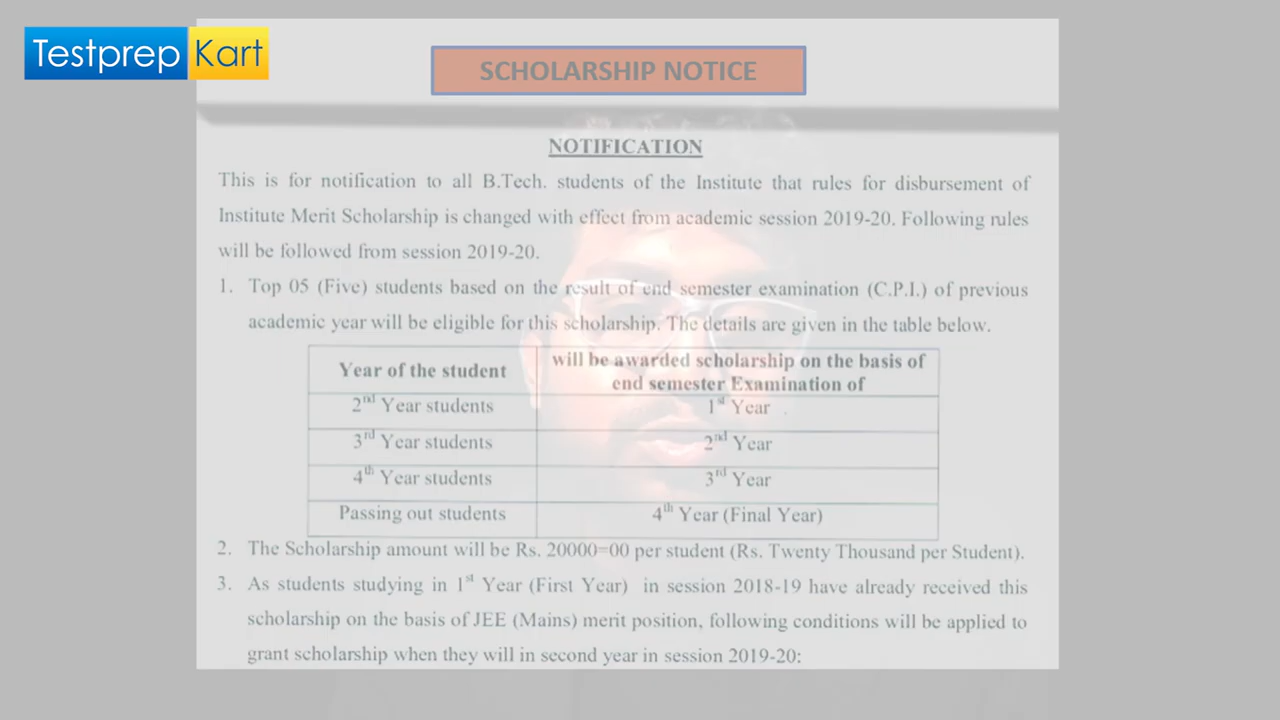 Testprep Kart
SCHOLARSHIP NOTICE
NOTIFICATION
This is for notification to all B.Tech. students of the Institute that rules for disbursement of
Institute Merit Scholarship is changed with effect from academic session 2019-20. Following rules
will be followed from session 2019-20.
1. Top 05 (Five) students based on the result of end semester examination (C.P.I.) of previous
academic year will be eligible for this scholarship. The details are given in the table below.
Year of the student will be awarded scholarship on the basis of
end semester Examination of
2nd Year students 1st Year
3rd Year students 2nd Year
4th Year students 3rd Year
Passing out students 4th Year (Final Year)
2. The Scholarship amount will be Rs. 20000=00 per student (Rs. Twenty Thousand per Student).
3. As students studying in 1st Year (First Year) in session 2018-19 have already received this
scholarship on the basis of JEE (Mains) merit position, following conditions will be applied to
grant scholarship when they will in second year in session 2019-20: